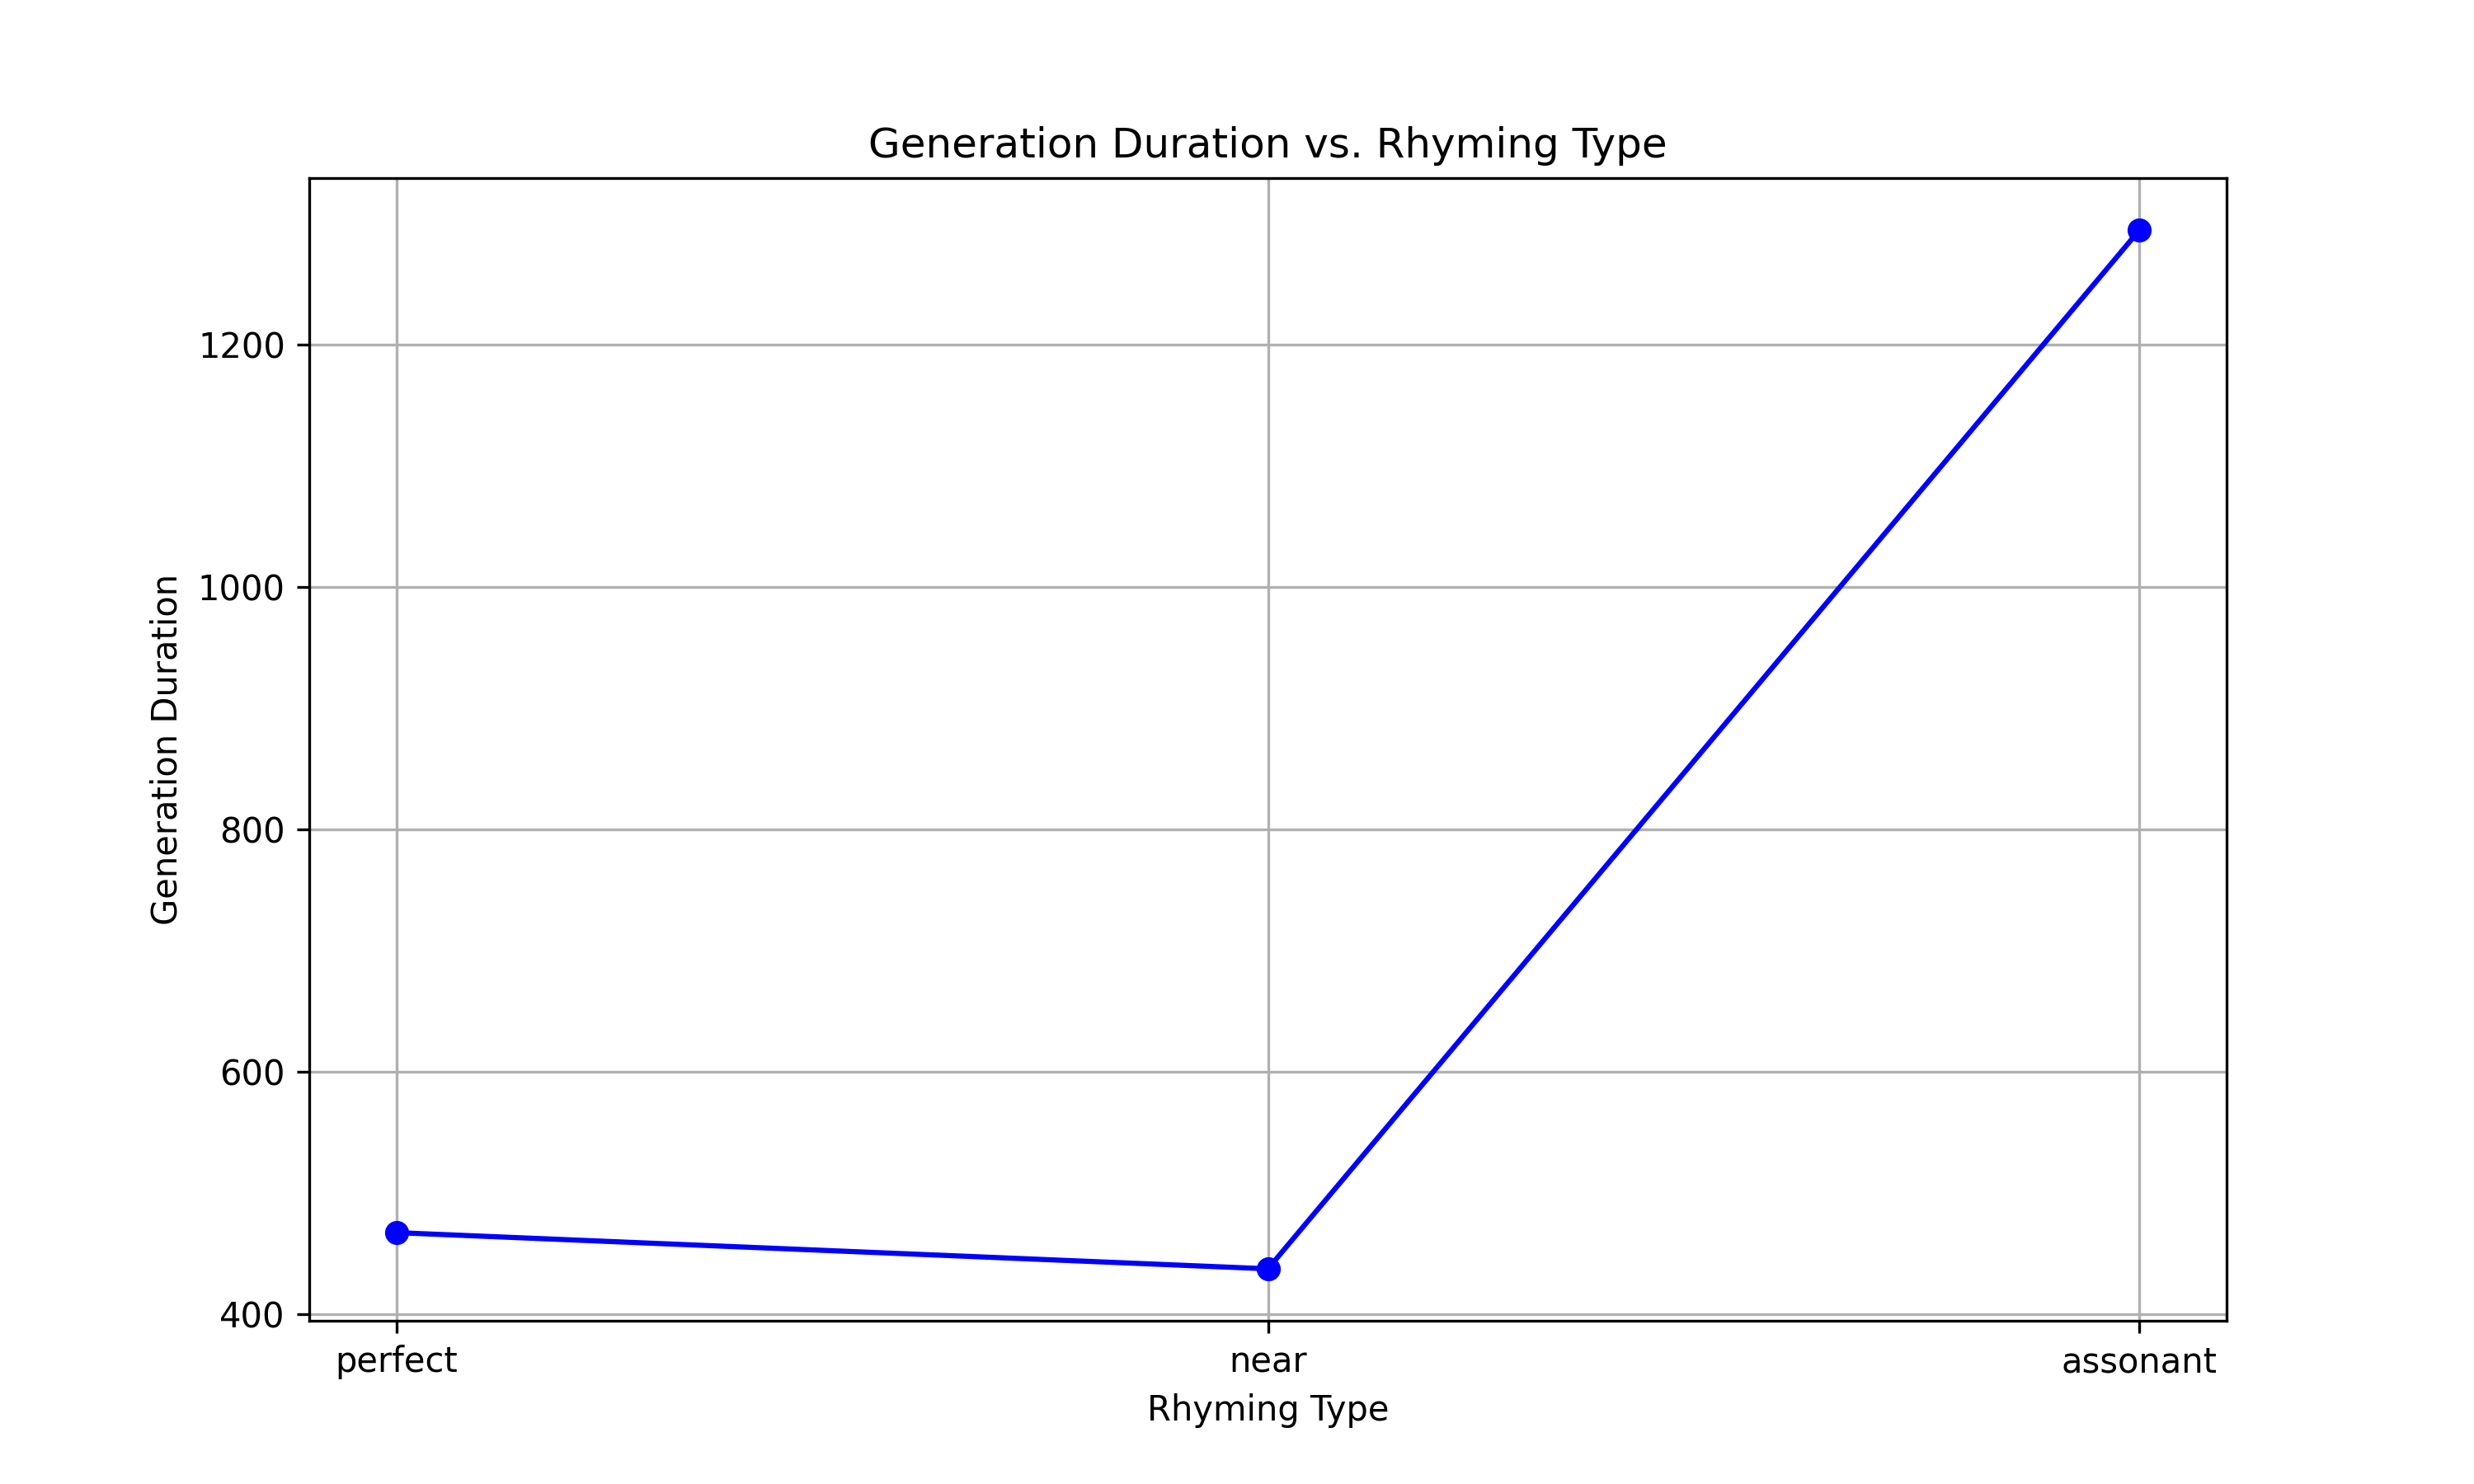 Generation Duration vs. Rhyming Type
Generation Duration
1200
1000
800
600
400
perfect near assonant
Rhyming Type